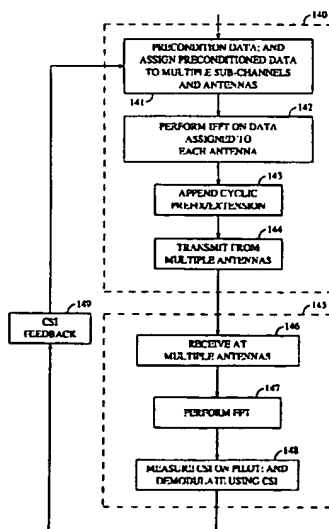 140
PRECONDITION DATA; AND
ASSIGN PRECONDITIONED DATA
TO MULTIPLE SUB-CHANNELS
AND ANTENNAS
141
142
PERFORM IFFT ON DATA
ASSIGNED TO
EACH ANTENNA
143
APPEND CYCLIC
PREFIX/EXTENSION
144
TRANSMIT FROM
MULTIPLE ANTENNAS
149
CSI
FEEDBACK
145
146
RECEIVE AT
MULTIPLE ANTENNAS
147
PERFORM FFT
148
MEASURE CSI ON PILOT; AND
DEMODULATE USING CSI